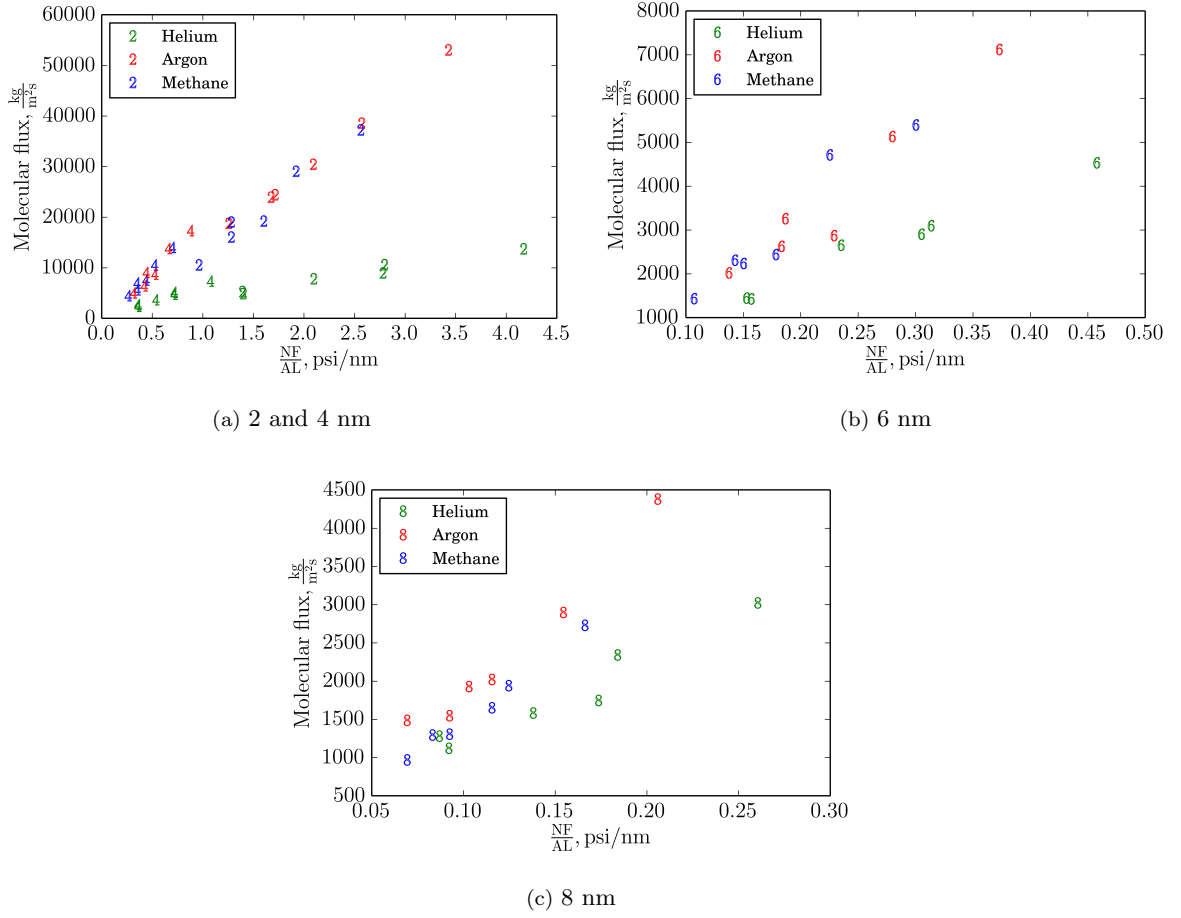 60000
50000
40000
30000
20000
10000
0
Molecular flux, kg/m²s
2 Helium
2 Argon
2 Methane
0.0 0.5 1.0 1.5 2.0 2.5 3.0 3.5 4.0 4.5
NF/AL, psi/nm
(a) 2 and 4 nm
8000
7000
6000
5000
4000
3000
2000
1000
Molecular flux, kg/m²s
6 Helium
6 Argon
6 Methane
0.10 0.15 0.20 0.25 0.30 0.35 0.40 0.45 0.50
NF/AL, psi/nm
(b) 6 nm
4500
4000
3500
3000
2500
2000
1500
1000
500
Molecular flux, kg/m²s
8 Helium
8 Argon
8 Methane
0.05 0.10 0.15 0.20 0.25 0.30
NF/AL, psi/nm
(c) 8 nm